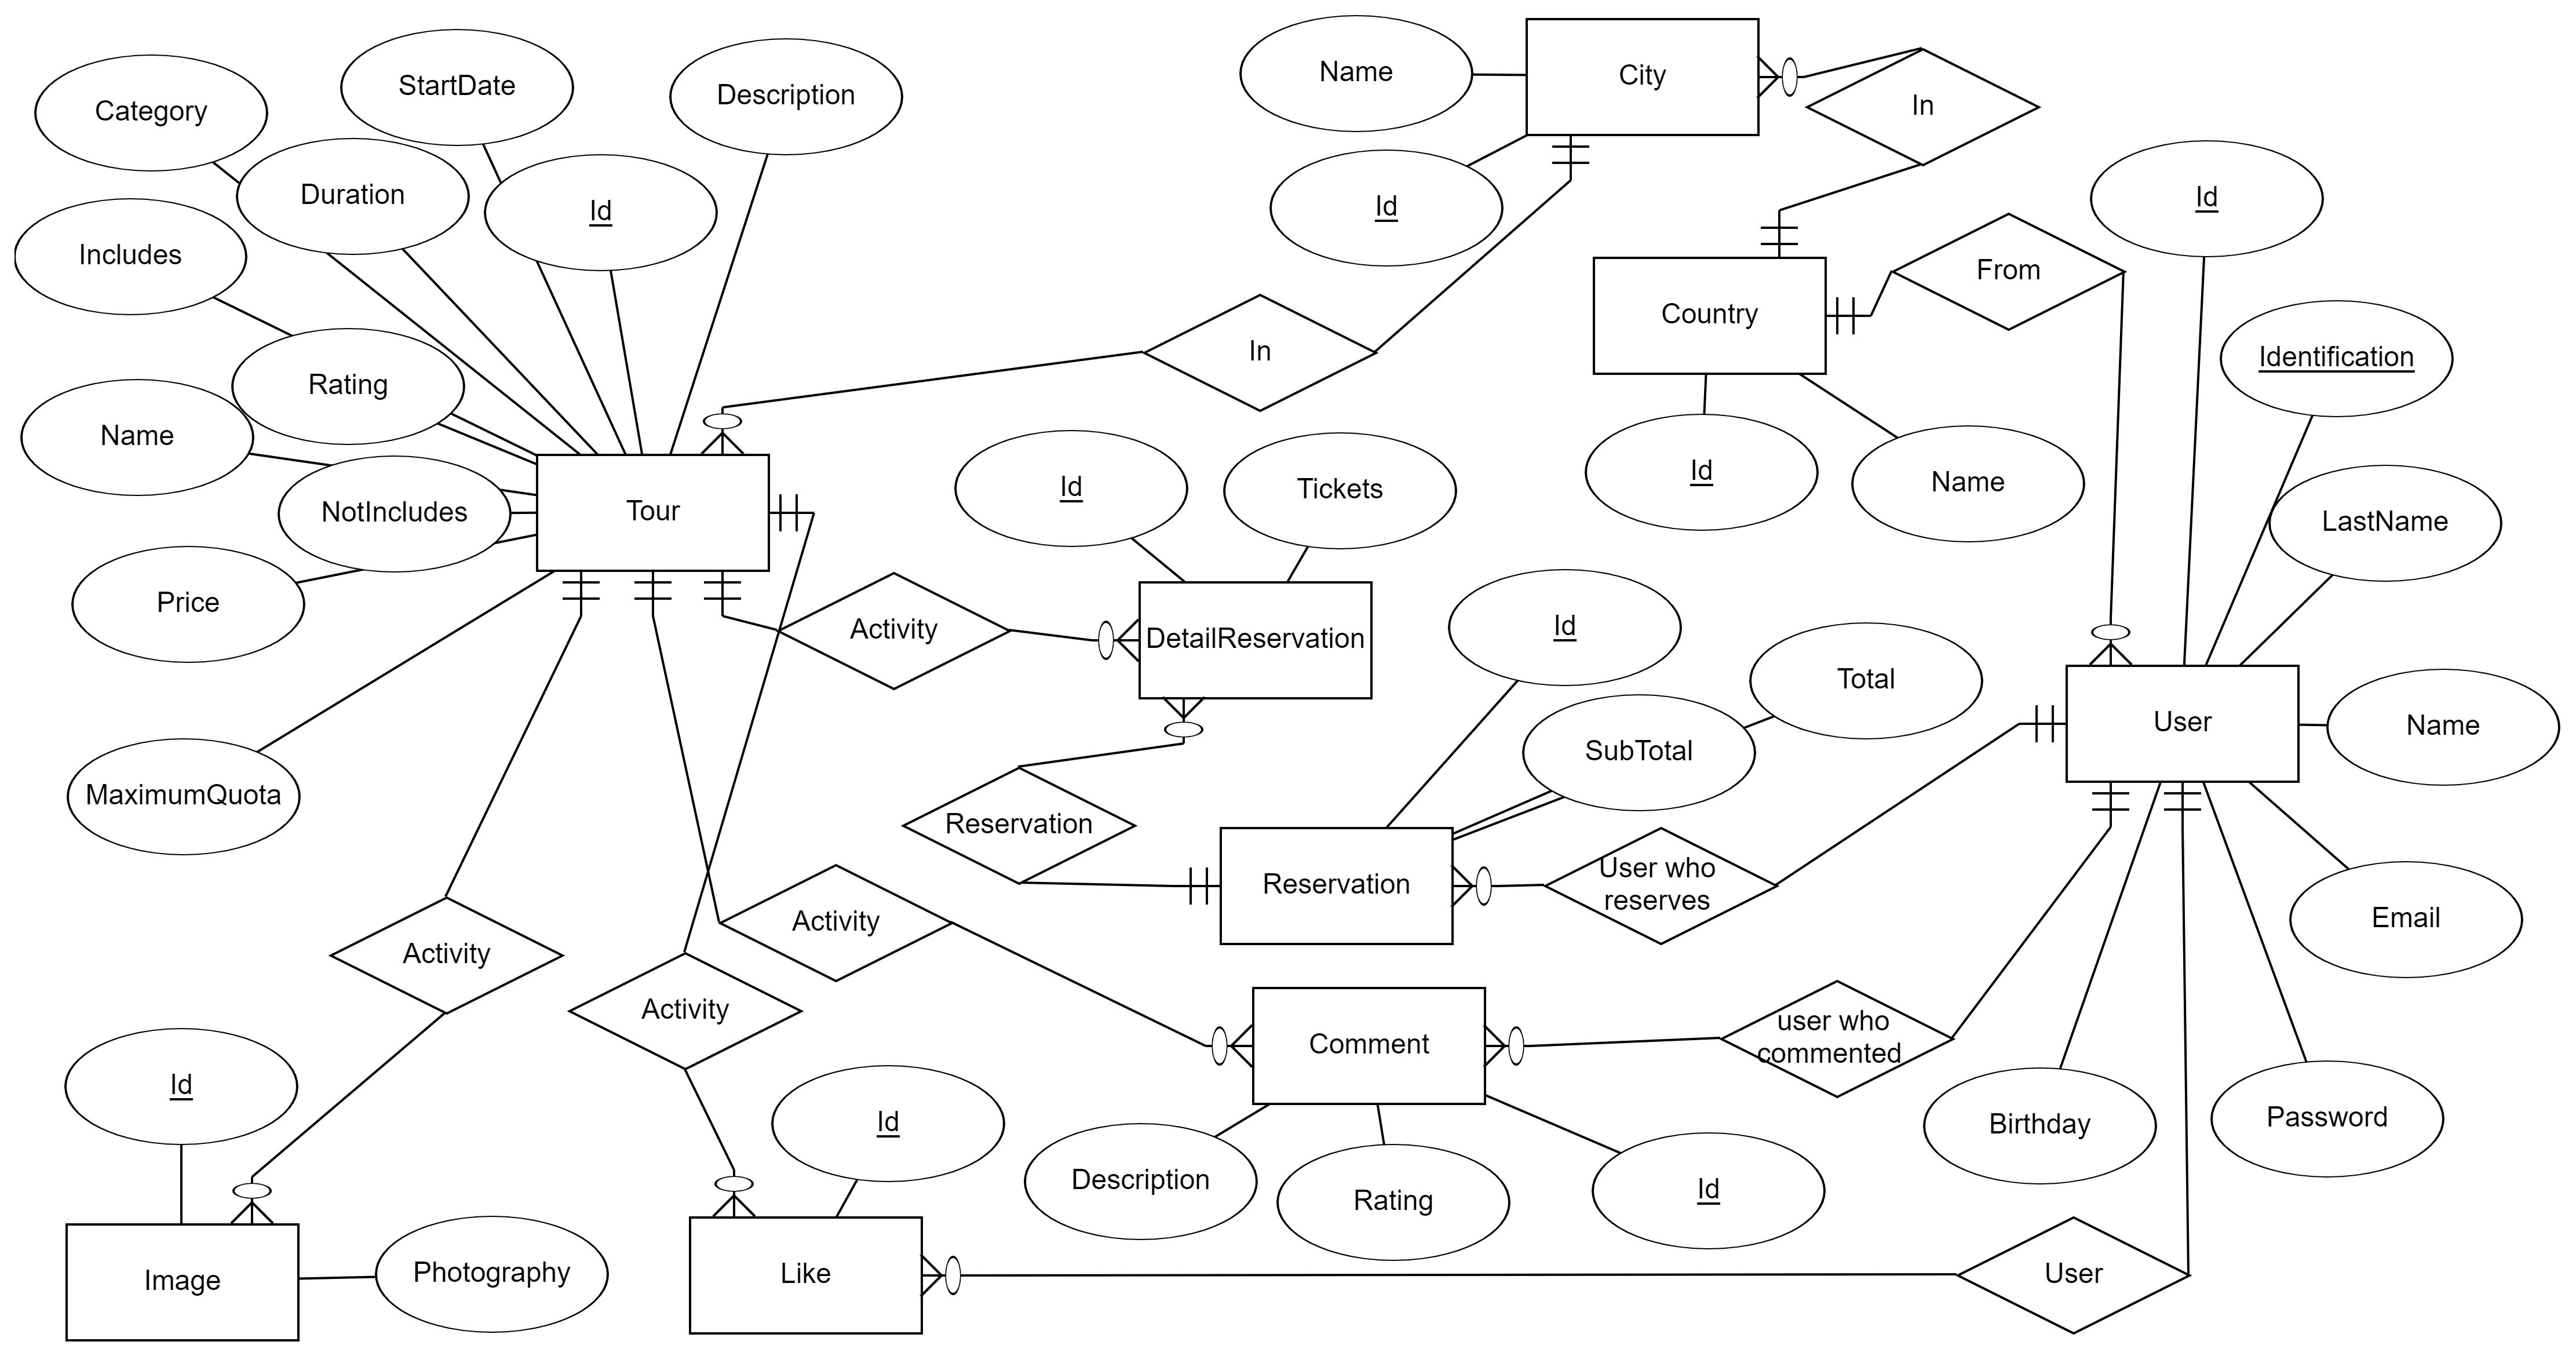 Name
City
In
StartDate
Description
Category
Duration
Id
Id
Id
Includes
From
Country
In
Identification
Rating
Name
Id
Tickets
Id
Name
LastName
NotIncludes
Tour
Price
Activity
DetailReservation
Id
Total
SubTotal
User
Name
MaximumQuota
Reservation
Reservation
User who
reserves
Activity
Email
Activity
Activity
Comment
user who
commented
Id
Id
Birthday
Password
Description
Rating
Id
Image
Photography
Like
User